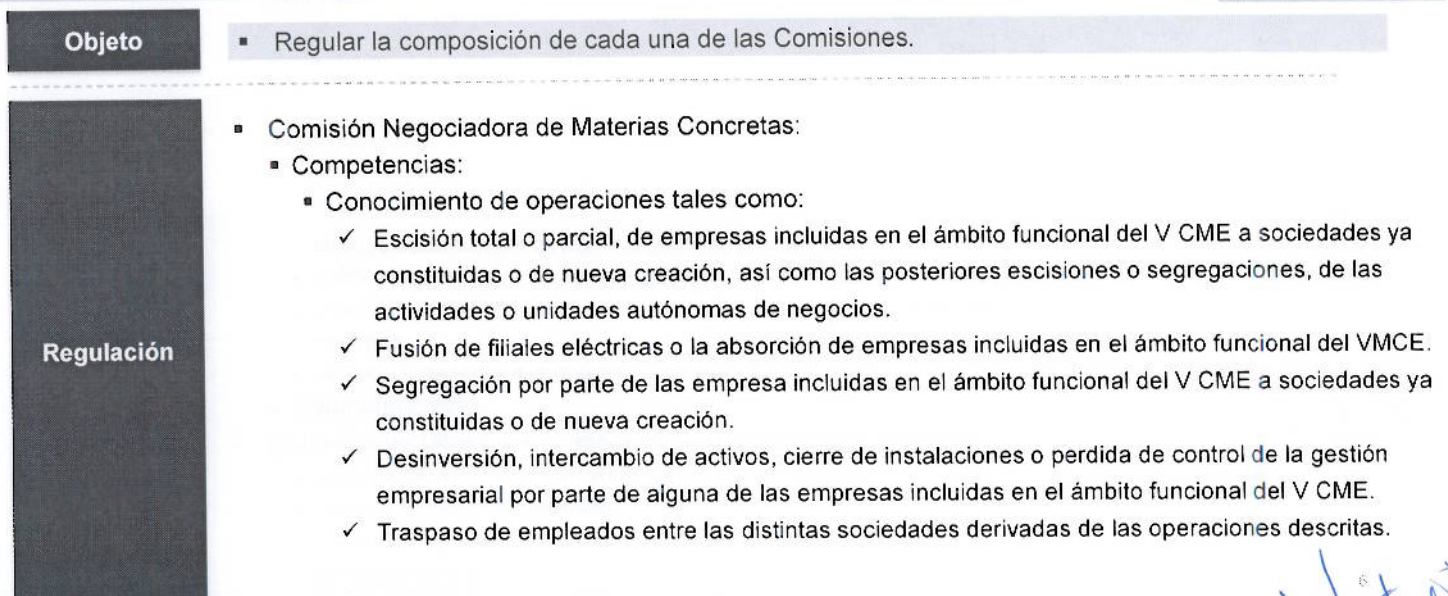 Objeto
▪ Regular la composición de cada una de las Comisiones.
Regulación
▪ Comisión Negociadora de Materias Concretas:
▪ Competencias:
▪ Conocimiento de operaciones tales como:
✓ Escisión total o parcial, de empresas incluidas en el ámbito funcional del V CME a sociedades ya
constituidas o de nueva creación, así como las posteriores escisiones o segregaciones, de las
actividades o unidades autónomas de negocios.
✓ Fusión de filiales eléctricas o la absorción de empresas incluidas en el ámbito funcional del VMCE.
✓ Segregación por parte de las empresa incluidas en el ámbito funcional del V CME a sociedades ya
constituidas o de nueva creación.
✓ Desinversión, intercambio de activos, cierre de instalaciones o perdida de control de la gestión
empresarial por parte de alguna de las empresas incluidas en el ámbito funcional del V CME.
✓ Traspaso de empleados entre las distintas sociedades derivadas de las operaciones descritas.
6